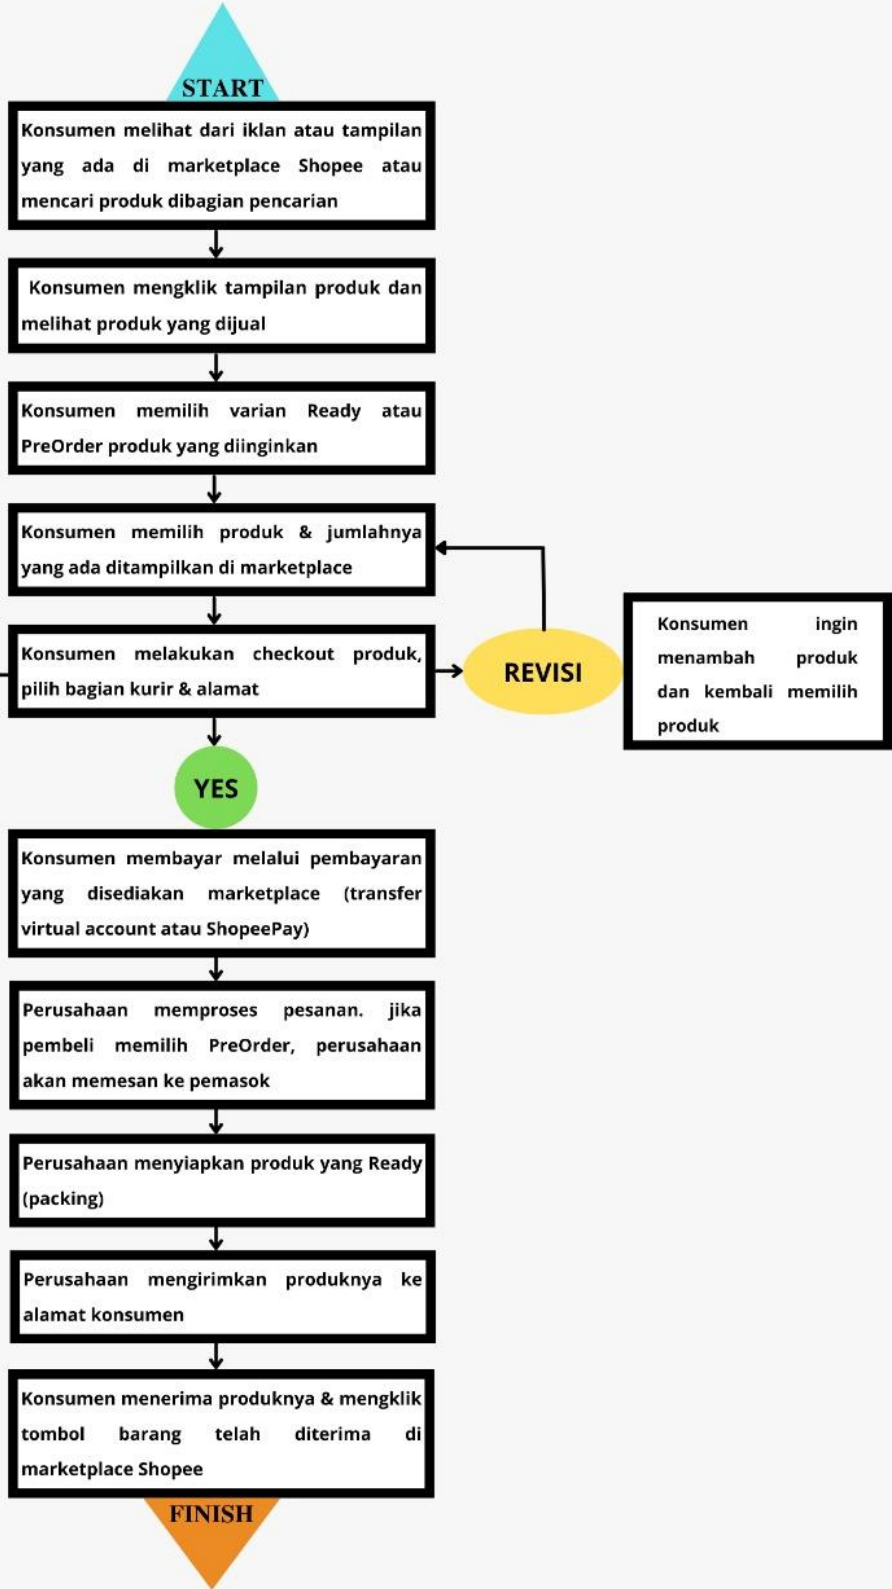 START
Konsumen melihat dari iklan atau tampilan
yang ada di marketplace Shopee atau
mencari produk dibagian pencarian
Konsumen mengklik tampilan produk dan
melihat produk yang dijual
Konsumen memilih varian Ready atau
PreOrder produk yang diinginkan
Konsumen memilih produk & jumlahnya
yang ada ditampilkan di marketplace
Konsumen melakukan checkout produk,
pilih bagian kurir & alamat
REVISI
Konsumen ingin
menambah produk
dan kembali memilih
produk
YES
Konsumen membayar melalui pembayaran
yang disediakan marketplace (transfer
virtual account atau ShopeePay)
Perusahaan memproses pesanan. jika
pembeli memilih PreOrder, perusahaan
akan memesan ke pemasok
Perusahaan menyiapkan produk yang Ready
(packing)
Perusahaan mengirimkan produknya ke
alamat konsumen
Konsumen menerima produknya & mengklik
tombol barang telah diterima di
marketplace Shopee
FINISH